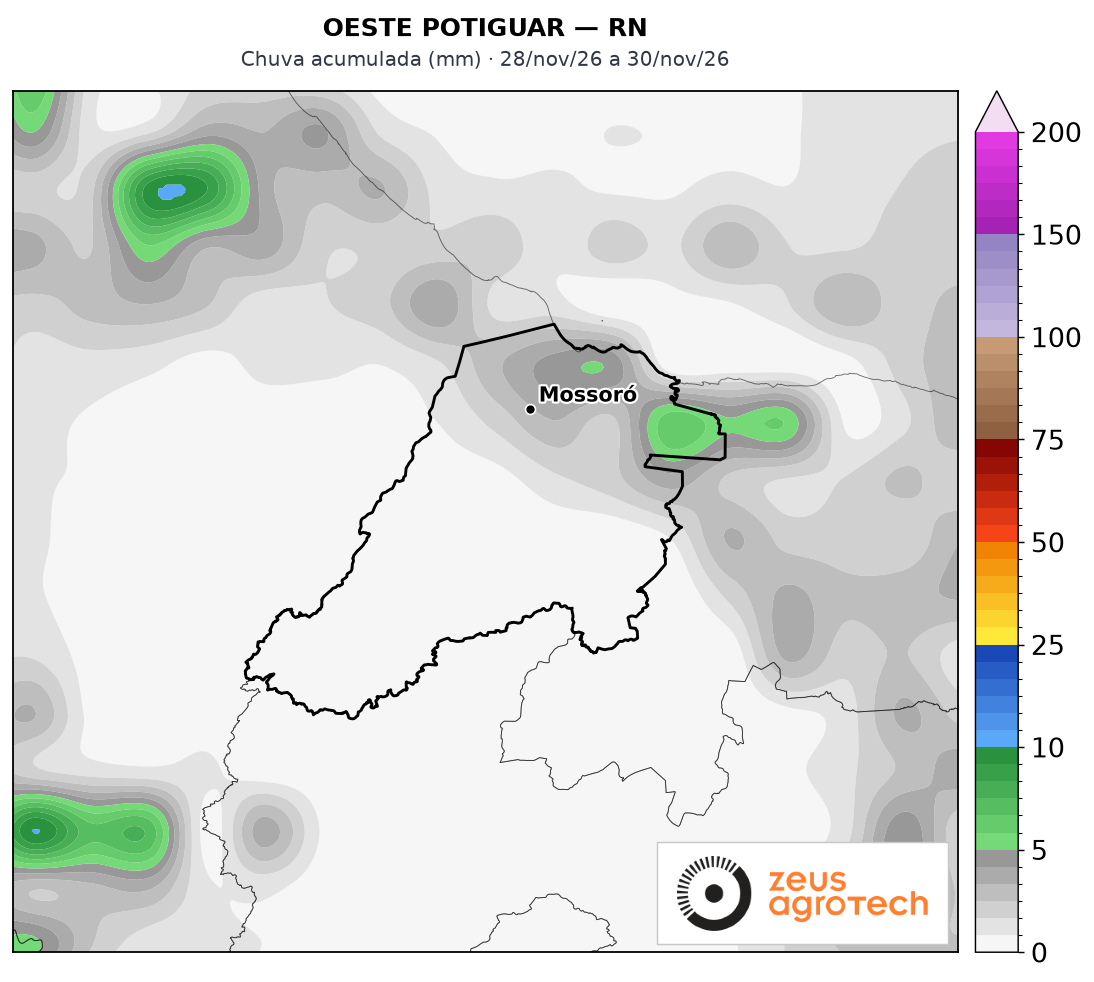 OESTE POTIGUAR — RN
Chuva acumulada (mm) · 28/nov/26 a 30/nov/26
Mossoró
200
150
100
75
50
25
10
5
0
zeus
agrotech